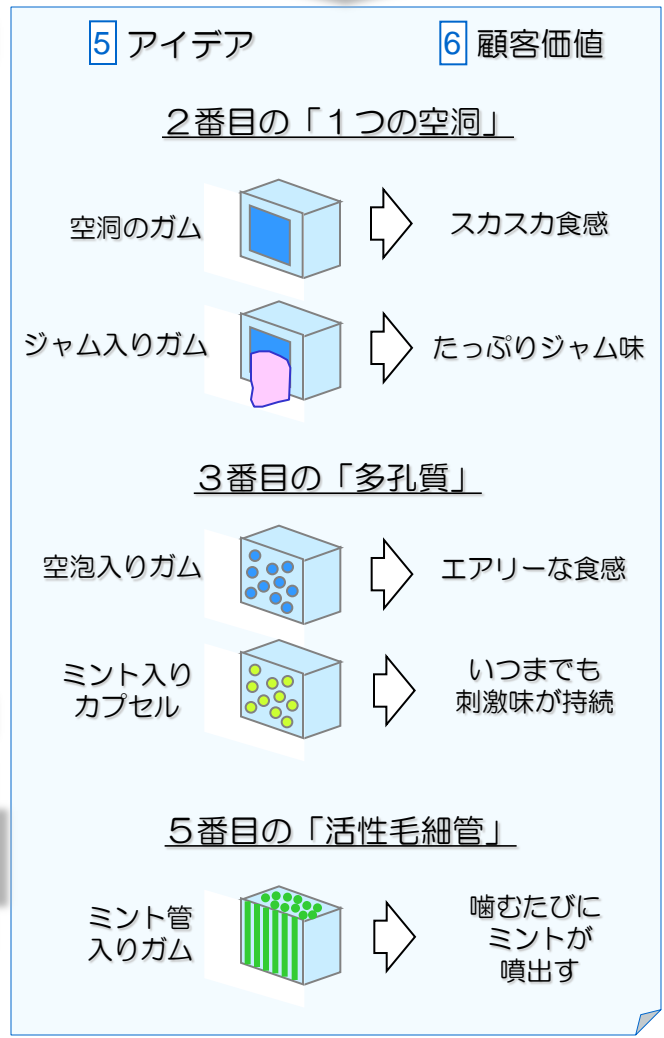 5 アイデア
6 顧客価値
２番目の「１つの空洞」
空洞のガム
スカスカ食感
ジャム入りガム
たっぷりジャム味
３番目の「多孔質」
空泡入りガム
エアリーな食感
ミント入り
カプセル
いつまでも
刺激味が持続
５番目の「活性毛細管」
ミント管
入りガム
噛むたびに
ミントが
噴出す